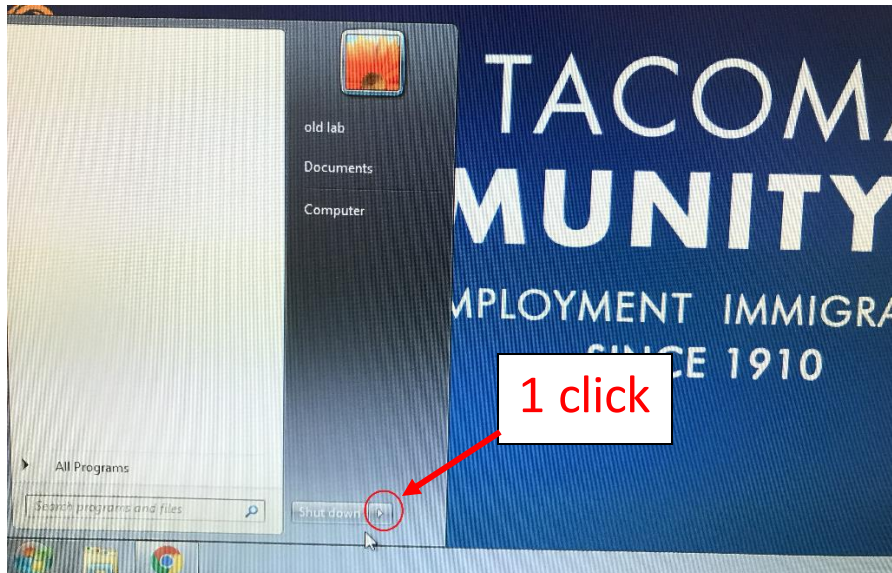 old lab
Documents
Computer
All Programs
Search programs and files
Shut down
TACOMA
MUNITY
MPLOYMENT IMMIGRA
SINCE 1910
1 click